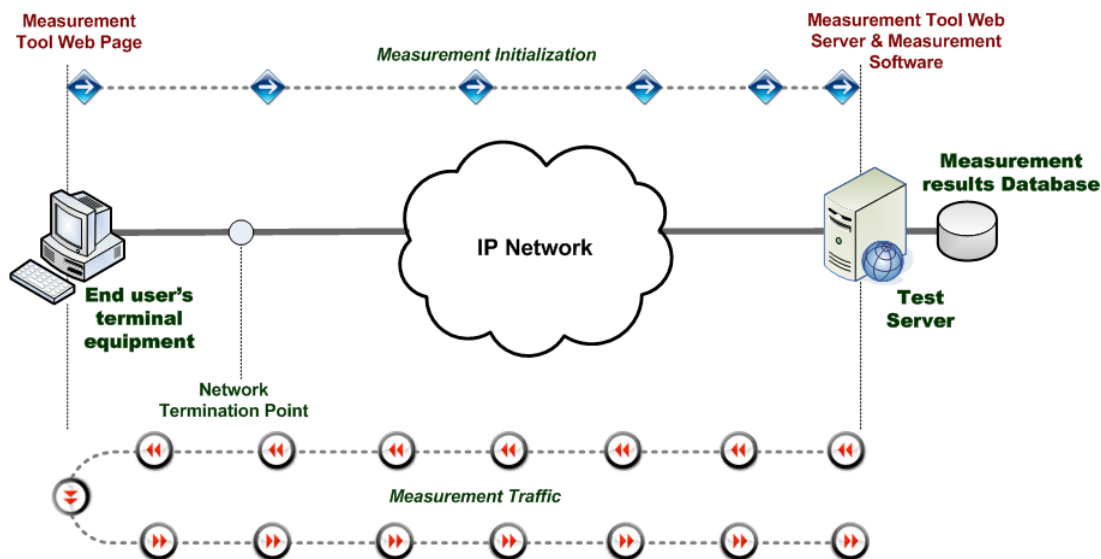 Measurement
Tool Web Page
Measurement Initialization
Measurement Tool Web
Server & Measurement
Software
Measurement
results Database
IP Network
End user's
terminal
equipment
Test
Server
Network
Termination Point
Measurement Traffic